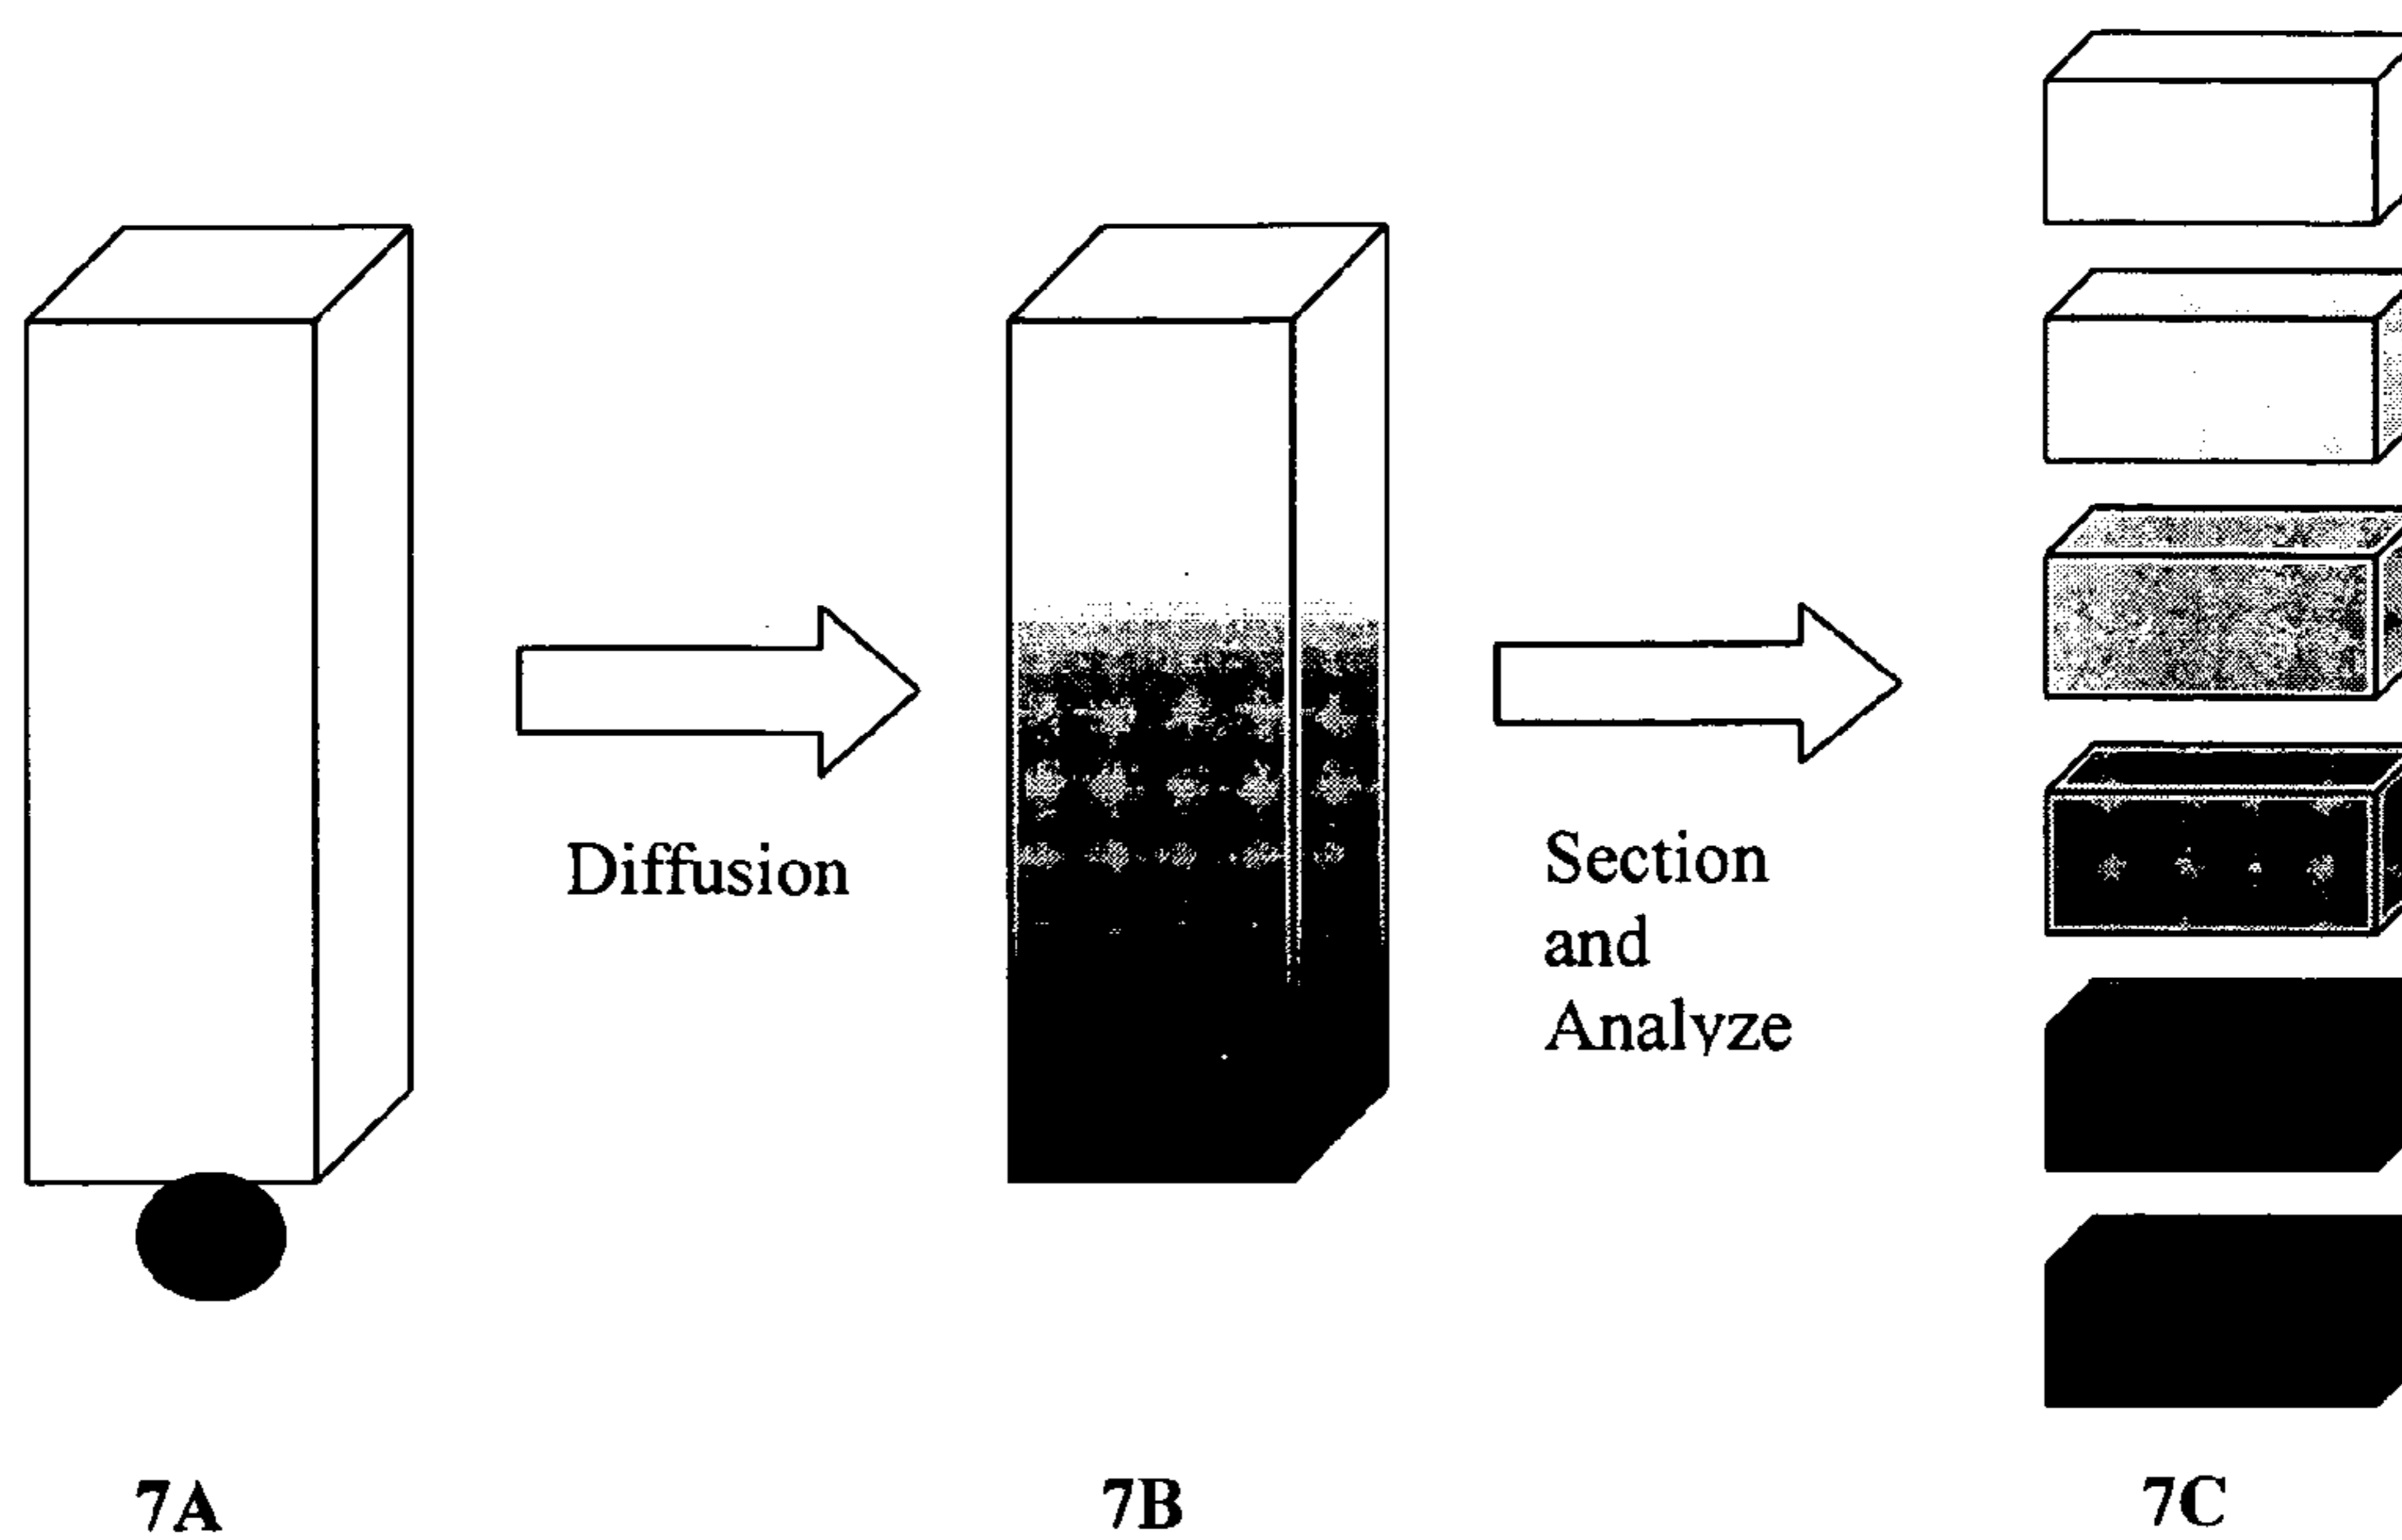 Diffusion
Section
and
Analyze
7A
7B
7C